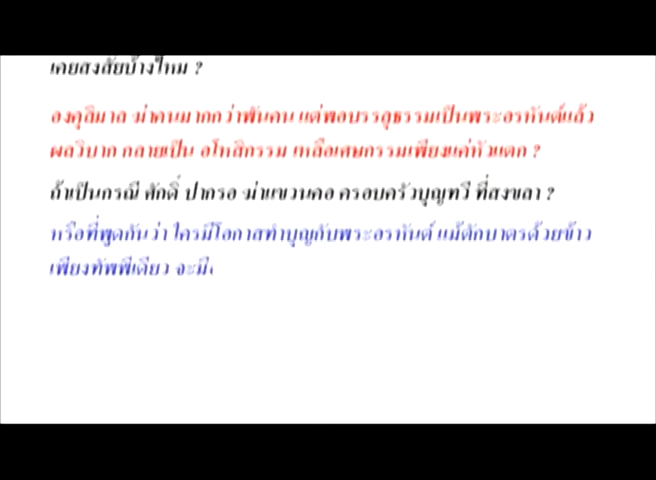 เคยสงสัยบ้างไหม ?
องคุลิมาล ฆ่าคนมากกว่าพันคน แต่พอบรรลุธรรมเป็นพระอรหันต์แล้ว
ผลวิบาก กลายเป็น อโหสิกรรม เหลือเศษกรรมเพียงแค่หัวแตก ?
ถ้าเป็นกรณี ศักดิ์ ปากรอ ฆ่าแขวนคอ ครอบครัวบุญทวี ที่สงขลา ?
หรือที่พูดกันว่า ใครมีโอกาสทำบุญกับพระอรหันต์ แม้ตักบาตรด้วยข้าว
เพียงทัพพีเดียว จะมีเ